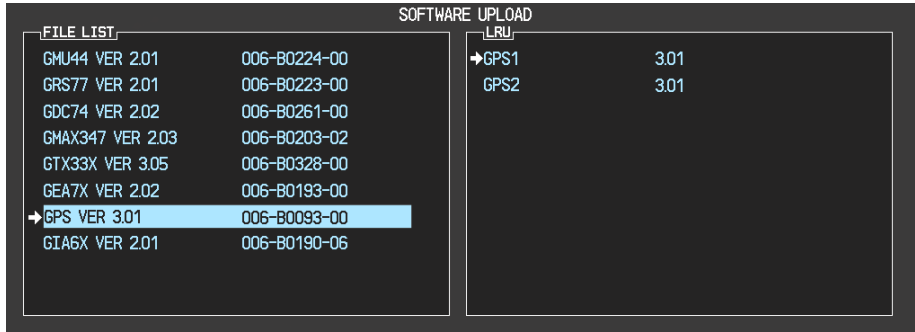 SOFTWARE UPLOAD
FILE LIST
GMU44 VER 2.01 006-B0224-00
GRS77 VER 2.01 006-B0223-00
GDC74 VER 2.02 006-B0261-00
GMAX347 VER 2.03 006-B0203-02
GTX33X VER 3.05 006-B0328-00
GEA7X VER 2.02 006-B0193-00
GPS VER 3.01 006-B0093-00
GIA6X VER 2.01 006-B0190-06
LRU
GPS1 3.01
GPS2 3.01